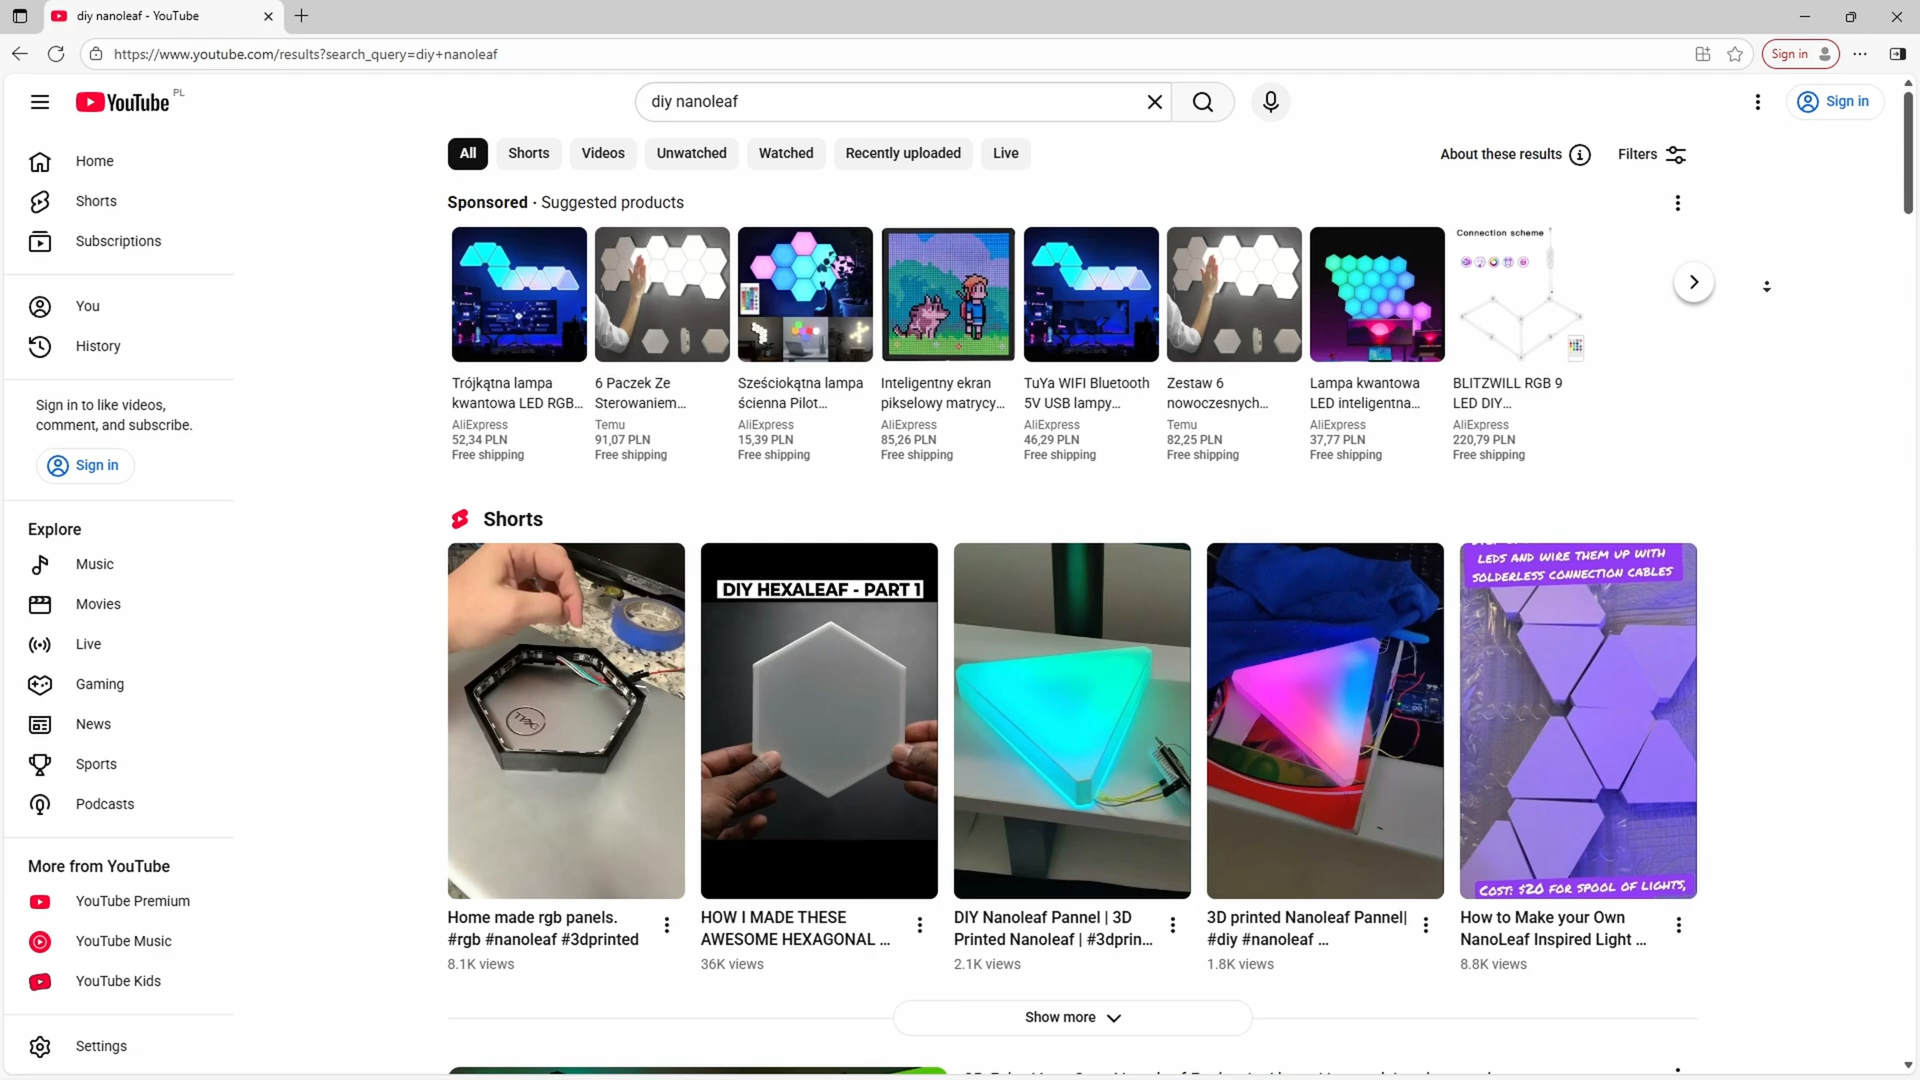 diy nanoleaf - YouTube
https://www.youtube.com/results?search_query=diy+nanoleaf
Sign in
YouTube PL
diy nanoleaf
Sign in
Home
Shorts
Subscriptions
You
History
Sign in to like videos,
comment, and subscribe.
Sign in
Explore
Music
Movies
Live
Gaming
News
Sports
Podcasts
More from YouTube
YouTube Premium
YouTube Music
YouTube Kids
Settings
All
Shorts
Videos
Unwatched
Watched
Recently uploaded
Live
About these results
Filters
Sponsored · Suggested products
Connection scheme
Trójkątna lampa
kwantowa LED RGB...
AliExpress
52,34 PLN
Free shipping
6 Paczek Ze
Sterowaniem...
Temu
91,07 PLN
Free shipping
Sześciokątna lampa
ścienna Pilot...
AliExpress
15,39 PLN
Free shipping
Inteligentny ekran
pikselowy matrycy...
AliExpress
85,26 PLN
Free shipping
TuYa WIFI Bluetooth
5V USB lampy...
AliExpress
46,29 PLN
Free shipping
Zestaw 6
nowoczesnych...
Temu
82,25 PLN
Free shipping
Lampa kwantowa
LED inteligentna...
AliExpress
37,77 PLN
Free shipping
BLITZWILL RGB 9
LED DIY...
AliExpress
220,79 PLN
Free shipping
Shorts
DELL
Home made rgb panels.
#rgb #nanoleaf #3dprinted
8.1K views
DIY HEXALEAF - PART 1
HOW I MADE THESE
AWESOME HEXAGONAL ...
36K views
DIY Nanoleaf Pannel | 3D
Printed Nanoleaf | #3dprin...
2.1K views
3D printed Nanoleaf Pannel|
#diy #nanoleaf ...
1.8K views
LEDS AND WIRE THEM UP WITH
SOLDERLESS CONNECTION CABLES
COST: $20 FOR SPOOL OF LIGHTS,
How to Make your Own
NanoLeaf Inspired Light ...
8.8K views
Show more